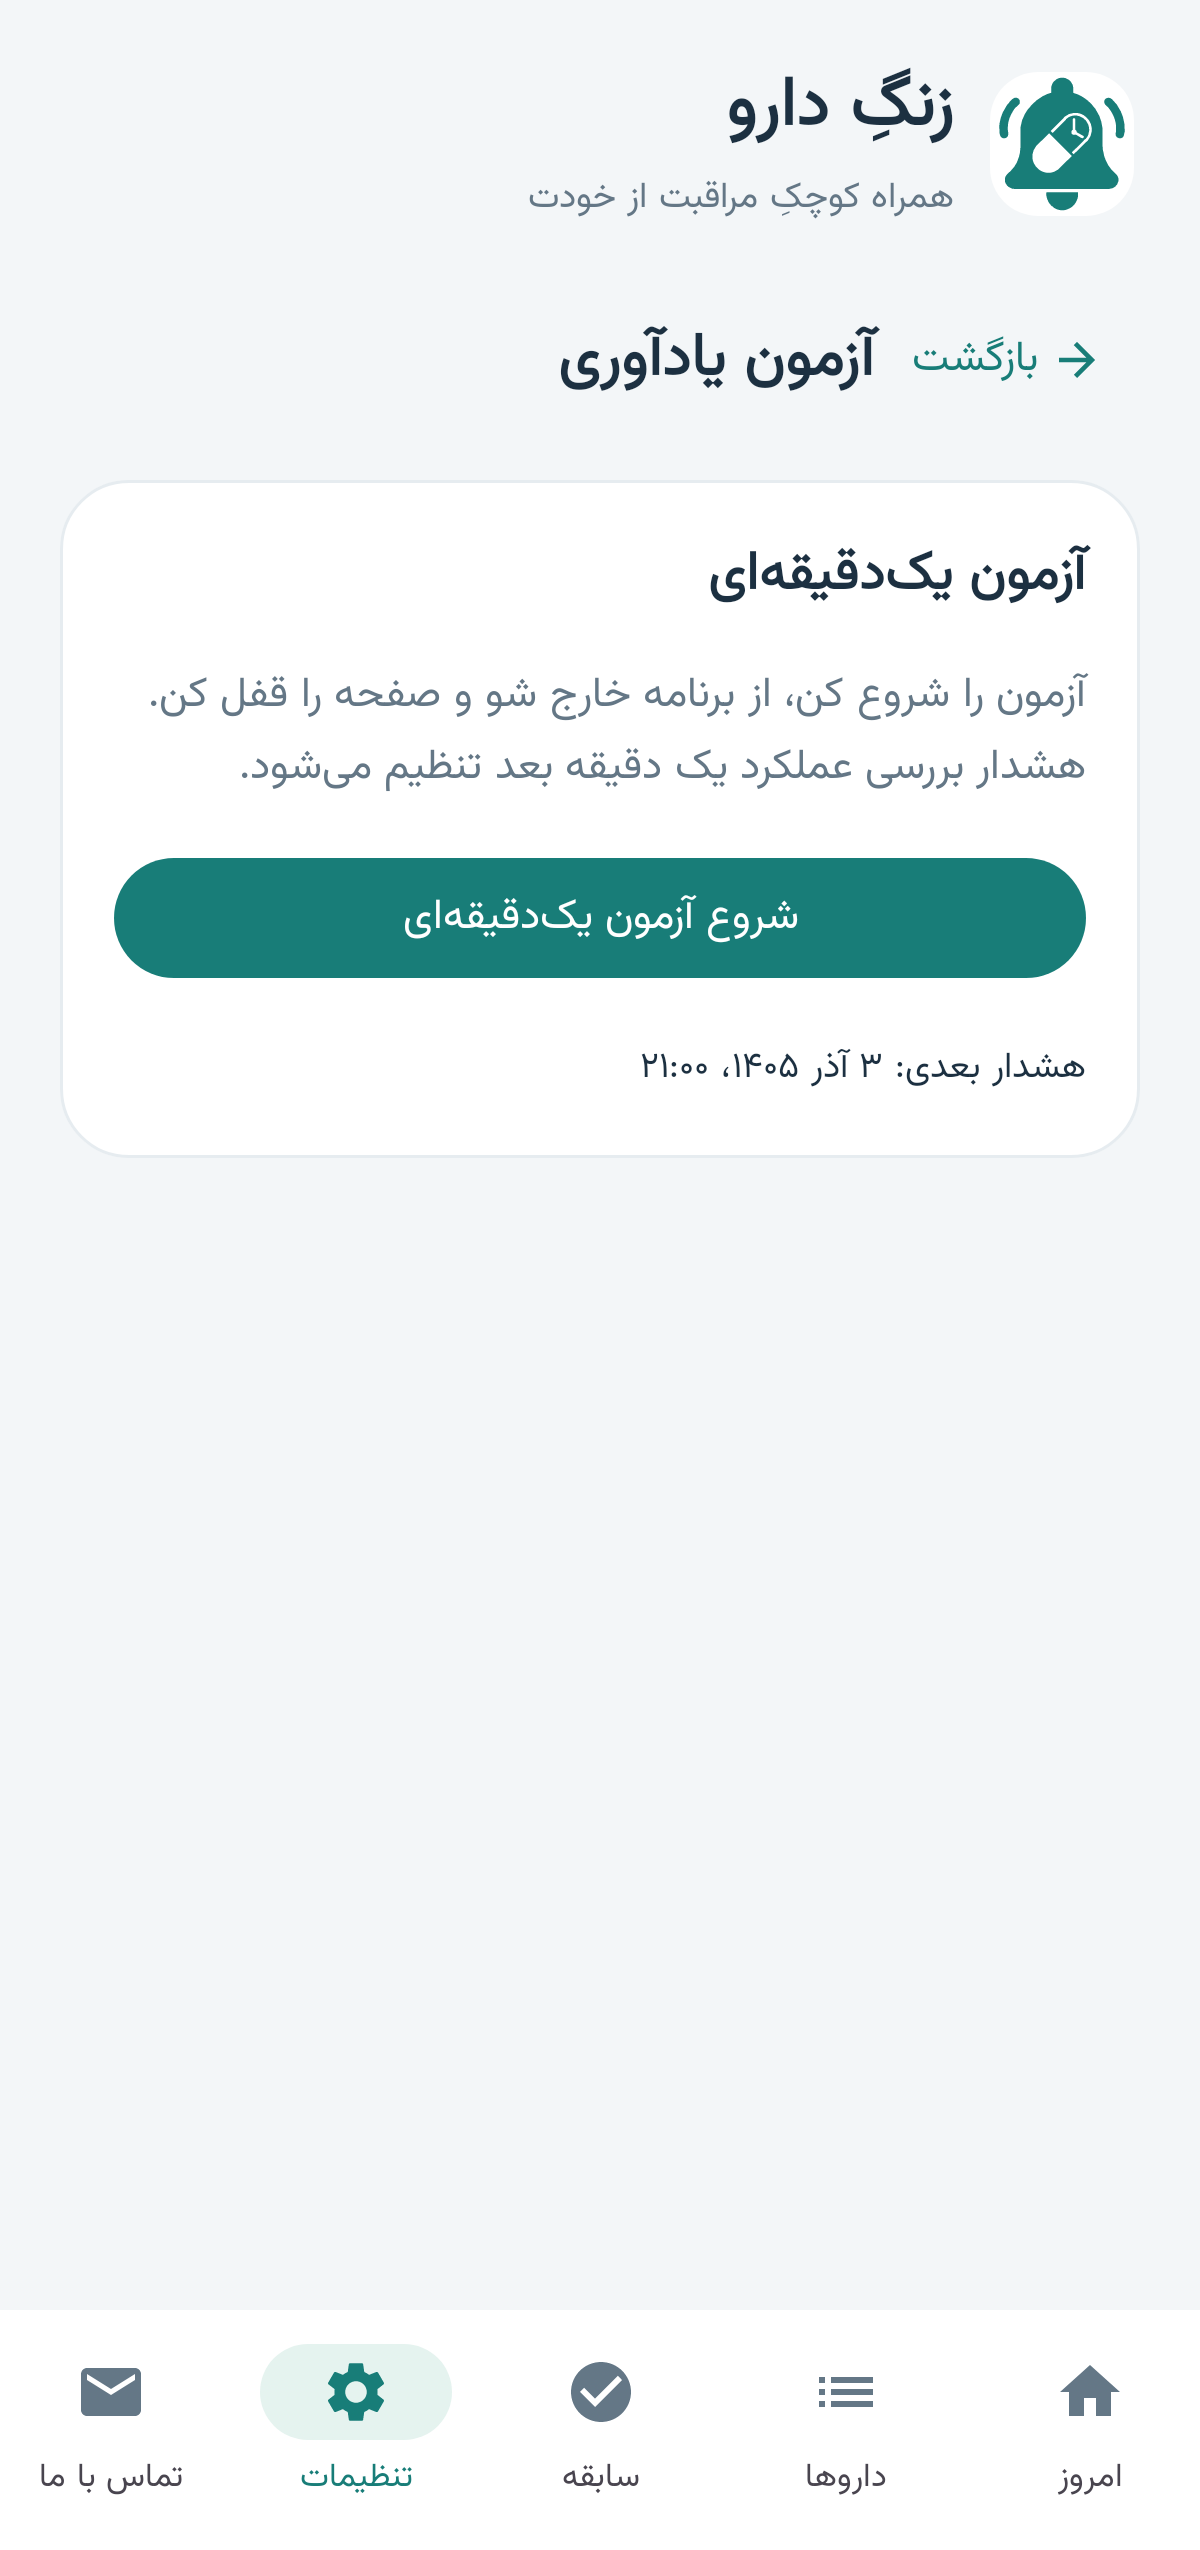 زنگِ دارو
همراه کوچکِ مراقبت از خودت
بازگشت
آزمون یادآوری
آزمون یک‌دقیقه‌ای
آزمون را شروع کن، از برنامه خارج شو و صفحه را قفل کن.
هشدار بررسی عملکرد یک دقیقه بعد تنظیم می‌شود.
شروع آزمون یک‌دقیقه‌ای
هشدار بعدی: ۳ آذر ۱۴۰۵، ۲۱:۰۰
امروز
داروها
سابقه
تنظیمات
تماس با ما